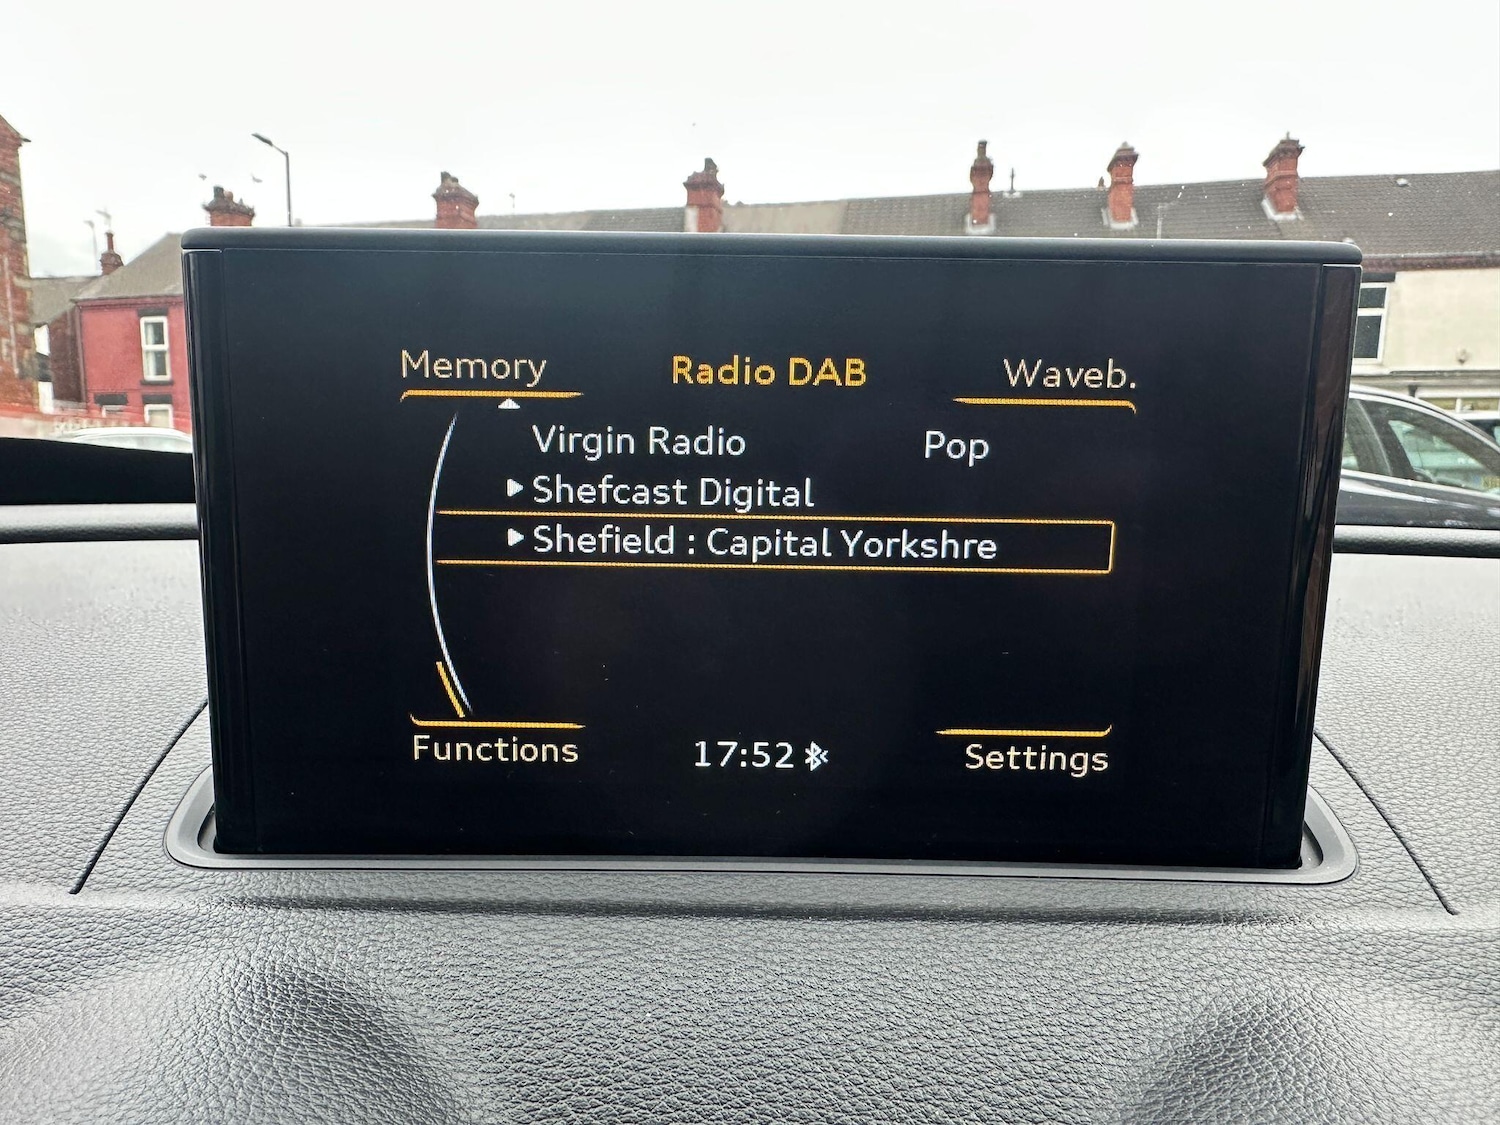 Memory Radio DAB Waveb.
Virgin Radio Pop
Shefcast Digital
Shefield : Capital Yorkshre
Functions 17:52 Settings